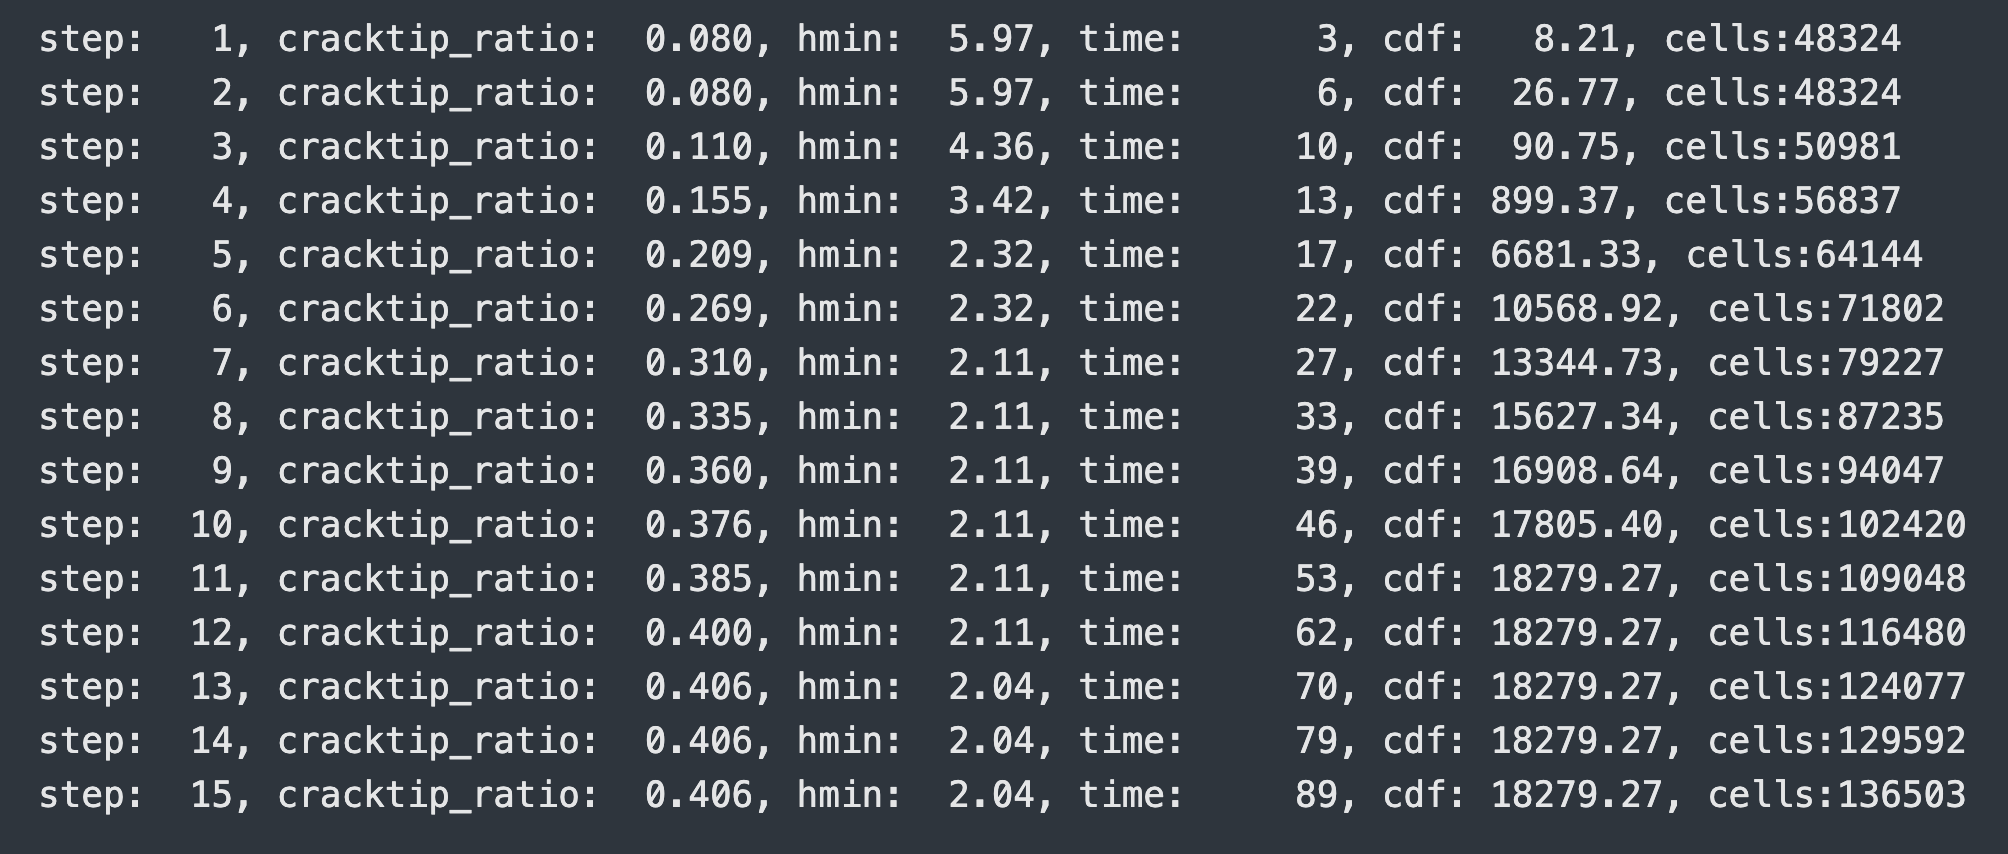 step:   1, cracktip_ratio:  0.080, hmin:  5.97, time:      3, cdf:   8.21, cells:48324
step:   2, cracktip_ratio:  0.080, hmin:  5.97, time:      6, cdf:  26.77, cells:48324
step:   3, cracktip_ratio:  0.110, hmin:  4.36, time:     10, cdf:  90.75, cells:50981
step:   4, cracktip_ratio:  0.155, hmin:  3.42, time:     13, cdf: 899.37, cells:56837
step:   5, cracktip_ratio:  0.209, hmin:  2.32, time:     17, cdf: 6681.33, cells:64144
step:   6, cracktip_ratio:  0.269, hmin:  2.32, time:     22, cdf: 10568.92, cells:71802
step:   7, cracktip_ratio:  0.310, hmin:  2.11, time:     27, cdf: 13344.73, cells:79227
step:   8, cracktip_ratio:  0.335, hmin:  2.11, time:     33, cdf: 15627.34, cells:87235
step:   9, cracktip_ratio:  0.360, hmin:  2.11, time:     39, cdf: 16908.64, cells:94047
step:  10, cracktip_ratio:  0.376, hmin:  2.11, time:     46, cdf: 17805.40, cells:102420
step:  11, cracktip_ratio:  0.385, hmin:  2.11, time:     53, cdf: 18279.27, cells:109048
step:  12, cracktip_ratio:  0.400, hmin:  2.11, time:     62, cdf: 18279.27, cells:116480
step:  13, cracktip_ratio:  0.406, hmin:  2.04, time:     70, cdf: 18279.27, cells:124077
step:  14, cracktip_ratio:  0.406, hmin:  2.04, time:     79, cdf: 18279.27, cells:129592
step:  15, cracktip_ratio:  0.406, hmin:  2.04, time:     89, cdf: 18279.27, cells:136503